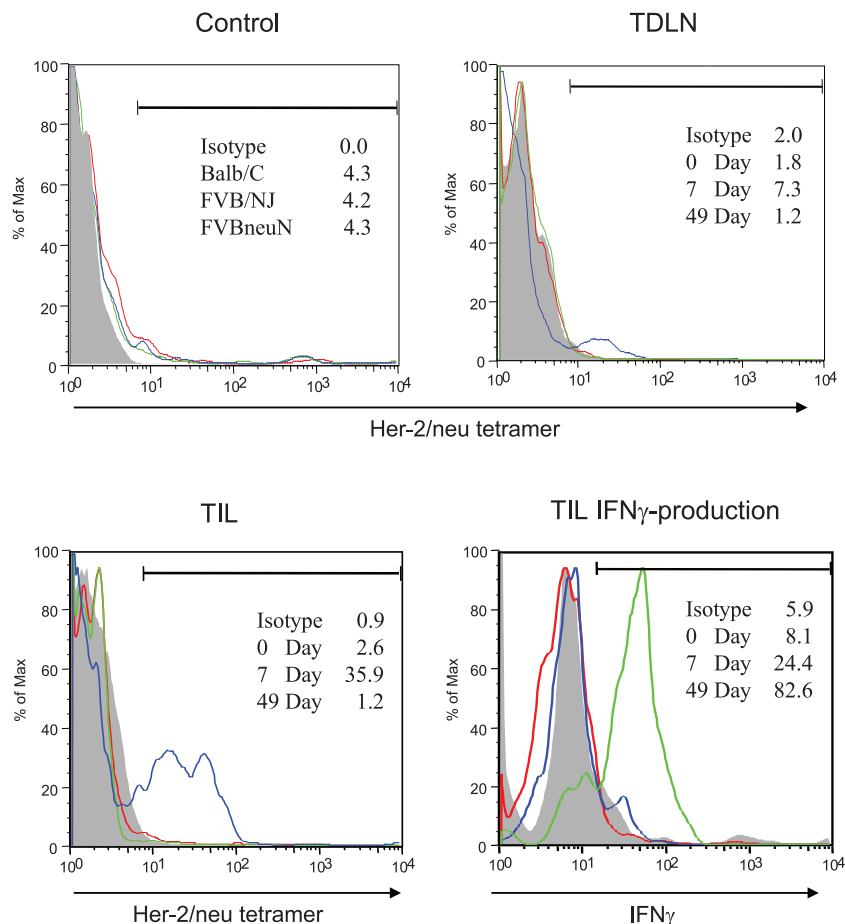 Control
TDLN
% of Max
100
80
60
40
20
0
Isotype 0.0
Balb/C 4.3
FVB/NJ 4.2
FVBneuN 4.3
10⁰ 10¹ 10² 10³ 10⁴
% of Max
100
80
60
40
20
0
Isotype 2.0
0 Day 1.8
7 Day 7.3
49 Day 1.2
10⁰ 10¹ 10² 10³ 10⁴
Her-2/neu tetramer
TIL
TIL IFNγ-production
% of Max
100
80
60
40
20
0
Isotype 0.9
0 Day 2.6
7 Day 35.9
49 Day 1.2
10⁰ 10¹ 10² 10³ 10⁴
Her-2/neu tetramer
% of Max
100
80
60
40
20
0
Isotype 5.9
0 Day 8.1
7 Day 24.4
49 Day 82.6
10⁰ 10¹ 10² 10³ 10⁴
IFNγ